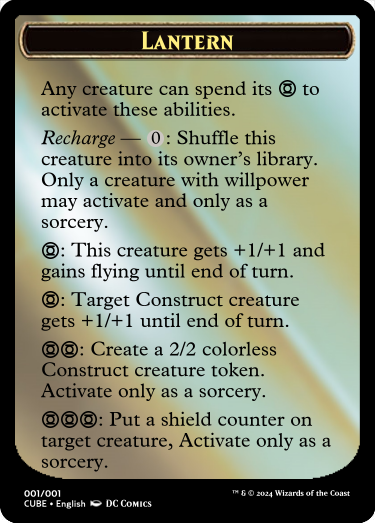 LANTERN
Any creature can spend its to
activate these abilities.
Recharge — 0: Shuffle this
creature into its owner's library.
Only a creature with willpower
may activate and only as a
sorcery.
: This creature gets +1/+1 and
gains flying until end of turn.
: Target Construct creature
gets +1/+1 until end of turn.
: Create a 2/2 colorless
Construct creature token.
Activate only as a sorcery.
: Put a shield counter on
target creature, Activate only as a
sorcery.
001/001
™ & © 2024 Wizards of the Coast
CUBE • English DC COMICS